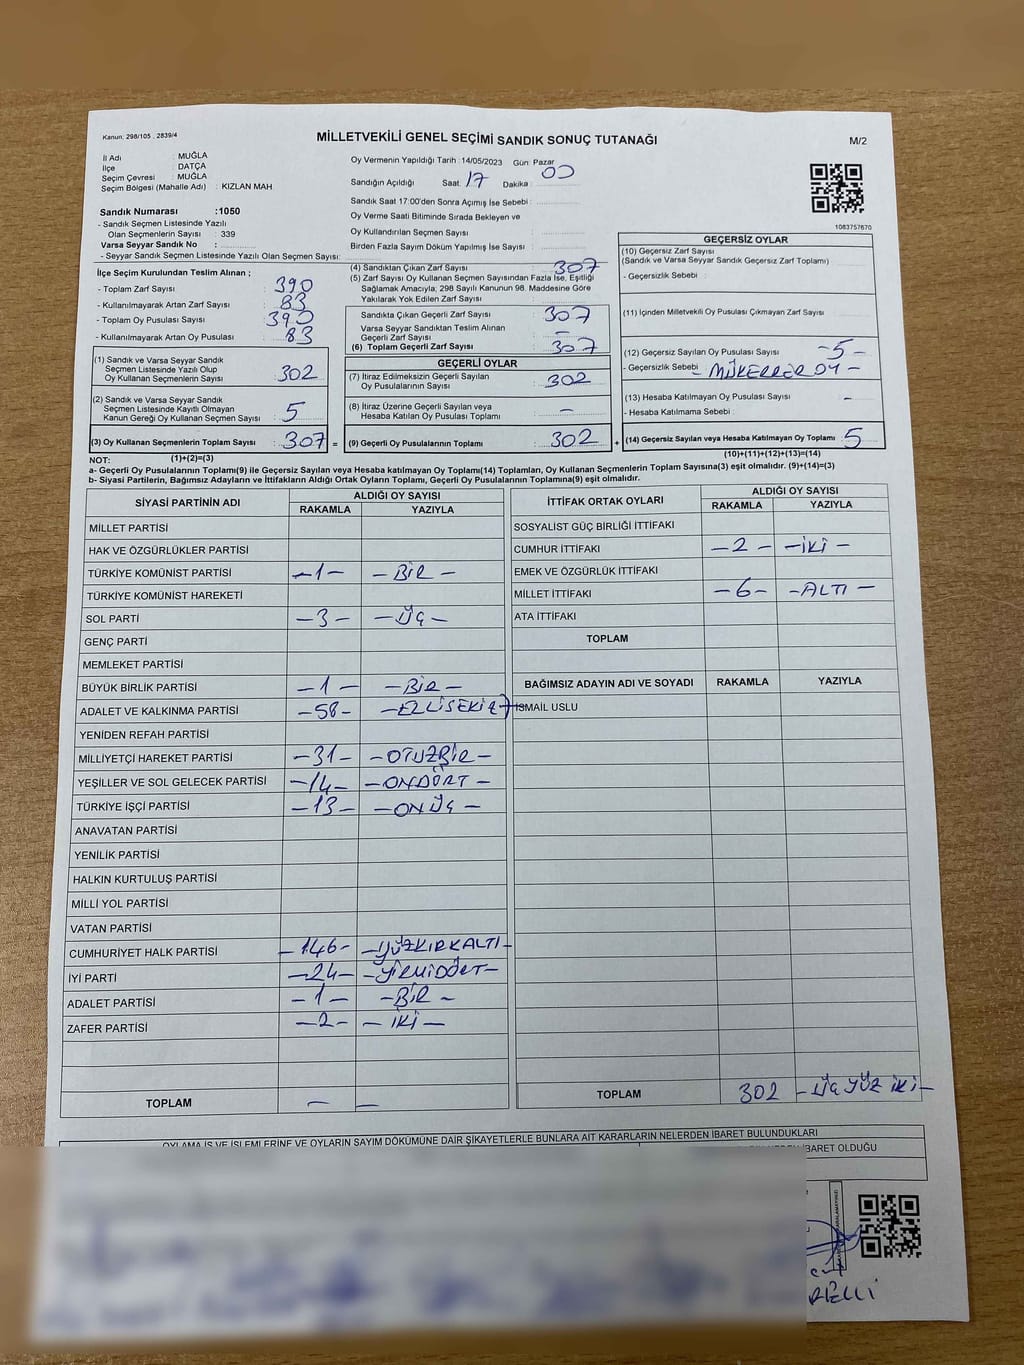 Kanun: 298/105 , 2839/4
MİLLETVEKİLİ GENEL SEÇİMİ SANDIK SONUÇ TUTANAĞI
M/2
İl Adı : MUĞLA
İlçe : DATÇA
Seçim Çevresi : MUĞLA
Seçim Bölgesi (Mahalle Adı) : KIZLAN MAH
Sandık Numarası :1050
- Sandık Seçmen Listesinde Yazılı
Olan Seçmenlerin Sayısı : 339
Varsa Seyyar Sandık No :
- Seyyar Sandık Seçmen Listesinde Yazılı Olan Seçmen Sayısı:
Oy Vermenin Yapıldığı Tarih : 14/05/2023 Gün: Pazar
Sandığın Açıldığı Saat: 17 Dakika : 00
Sandık Saat 17:00'den Sonra Açılmış İse Sebebi :
Oy Verme Saati Bitiminde Sırada Bekleyen ve
Oy Kullandırılan Seçmen Sayısı :
Birden Fazla Sayım Döküm Yapılmış İse Sayısı :
1083757670
İlçe Seçim Kurulundan Teslim Alınan ;
- Toplam Zarf Sayısı : 390
- Kullanılmayarak Artan Zarf Sayısı : 83
- Toplam Oy Pusulası Sayısı : 390
- Kullanılmayarak Artan Oy Pusulası : 83
(1) Sandık ve Varsa Seyyar Sandık
Seçmen Listesinde Yazılı Olup
Oy Kullanan Seçmenlerin Sayısı : 302
(2) Sandık ve Varsa Seyyar Sandık
Seçmen Listesinde Kayıtlı Olmayan
Kanun Gereği Oy Kullanan Seçmen Sayısı : 5
(3) Oy Kullanan Seçmenlerin Toplam Sayısı : 307 =
(4) Sandıktan Çıkan Zarf Sayısı : 307
(5) Zarf Sayısı Oy Kullanan Seçmen Sayısından Fazla İse, Eşitliği
Sağlamak Amacıyla; 298 Sayılı Kanunun 98. Maddesine Göre
Yakılarak Yok Edilen Zarf Sayısı :
Sandıkta Çıkan Geçerli Zarf Sayısı : 307
Varsa Seyyar Sandıktan Teslim Alınan
Geçerli Zarf Sayısı : -
(6) Toplam Geçerli Zarf Sayısı : 307
GEÇERLİ OYLAR
(7) İtiraz Edilmeksizin Geçerli Sayılan
Oy Pusulalarının Sayısı : 302
(8) İtiraz Üzerine Geçerli Sayılan veya
Hesaba Katılan Oy Pusulası Toplamı : -
(9) Geçerli Oy Pusulalarının Toplamı : 302 +
GEÇERSİZ OYLAR
(10) Geçersiz Zarf Sayısı :
(Sandık ve Varsa Seyyar Sandık Geçersiz Zarf Toplamı)
- Geçersizlik Sebebi :
(11) İçinden Milletvekili Oy Pusulası Çıkmayan Zarf Sayısı :
(12) Geçersiz Sayılan Oy Pusulası Sayısı : -5-
- Geçersizlik Sebebi : - MÜKERRER OY -
(13) Hesaba Katılmayan Oy Pusulası Sayısı : -
- Hesaba Katılmama Sebebi :
(14) Geçersiz Sayılan veya Hesaba Katılmayan Oy Toplamı : 5
NOT: (1)+(2)=(3)
(10)+(11)+(12)+(13)=(14)
a- Geçerli Oy Pusulalarının Toplamı(9) ile Geçersiz Sayılan veya Hesaba katılmayan Oy Toplamı(14) Toplamları, Oy Kullanan Seçmenlerin Toplam Sayısına(3) eşit olmalıdır. (9)+(14)=(3)
b- Siyasi Partilerin, Bağımsız Adayların ve İttifakların Aldığı Ortak Oyların Toplamı, Geçerli Oy Pusulalarının Toplamına(9) eşit olmalıdır.
SİYASİ PARTİNİN ADI ALDIĞI OY SAYISI
RAKAMLA YAZIYLA
MİLLET PARTİSİ
HAK VE ÖZGÜRLÜKLER PARTİSİ
TÜRKİYE KOMÜNİST PARTİSİ -1- - BİR -
TÜRKİYE KOMÜNİST HAREKETİ
SOL PARTİ -3- - ÜÇ -
GENÇ PARTİ
MEMLEKET PARTİSİ
BÜYÜK BİRLİK PARTİSİ -1- - BİR -
ADALET VE KALKINMA PARTİSİ -58- - ELLİSEKİZ
YENİDEN REFAH PARTİSİ
MİLLİYETÇİ HAREKET PARTİSİ -31- - OTUZBİR -
YEŞİLLER VE SOL GELECEK PARTİSİ -14- - ONDÖRT -
TÜRKİYE İŞÇİ PARTİSİ -13- - ONÜÇ -
ANAVATAN PARTİSİ
YENİLİK PARTİSİ
HALKIN KURTULUŞ PARTİSİ
MİLLİ YOL PARTİSİ
VATAN PARTİSİ
CUMHURİYET HALK PARTİSİ -146- - YÜZKIRKALTI -
İYİ PARTİ -24- - YİRMİDÖRT -
ADALET PARTİSİ -1- - BİR -
ZAFER PARTİSİ -2- - İKİ -
TOPLAM - -
İTTİFAK ORTAK OYLARI ALDIĞI OY SAYISI
RAKAMLA YAZIYLA
SOSYALİST GÜÇ BİRLİĞİ İTTİFAKI
CUMHUR İTTİFAKI -2- -İKİ-
EMEK VE ÖZGÜRLÜK İTTİFAKI
MİLLET İTTİFAKI -6- -ALTI-
ATA İTTİFAKI
TOPLAM
BAĞIMSIZ ADAYIN ADI VE SOYADI RAKAMLA YAZIYLA
İSMAİL USLU
TOPLAM 302 -ÜÇ YÜZ İKİ-
OYLAMA İŞ VE İŞLEMLERİNE VE OYLARIN SAYIM DÖKÜMÜNE DAİR ŞİKAYETLERLE BUNLARA AİT KARARLARIN NELERDEN İBARET BULUNDUKLARI
İBARET OLDUĞU